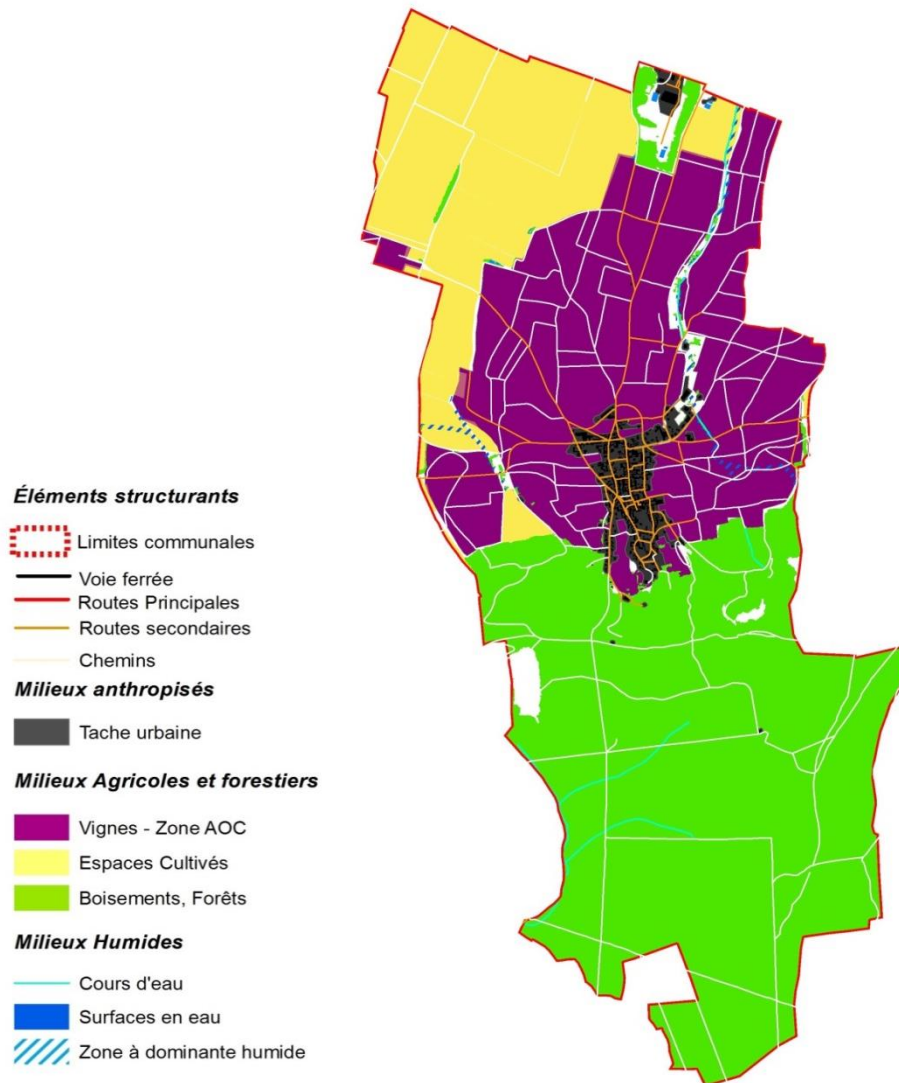 Éléments structurants
Limites communales
Voie ferrée
Routes Principales
Routes secondaires
Chemins
Milieux anthropisés
Tache urbaine
Milieux Agricoles et forestiers
Vignes - Zone AOC
Espaces Cultivés
Boisements, Forêts
Milieux Humides
Cours d'eau
Surfaces en eau
Zone à dominante humide